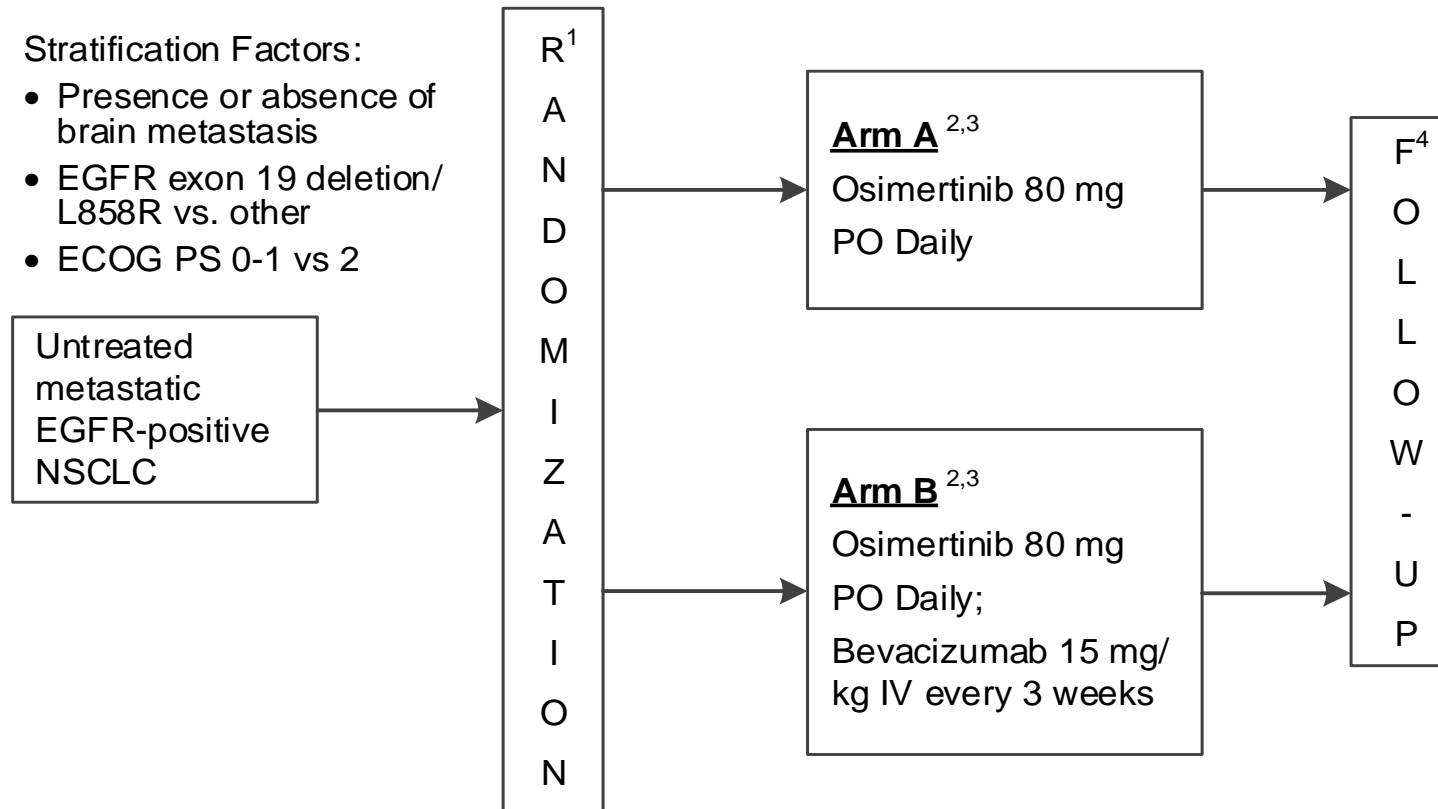 Stratification Factors:
• Presence or absence of
brain metastasis
• EGFR exon 19 deletion/
L858R vs. other
• ECOG PS 0-1 vs 2
Untreated
metastatic
EGFR-positive
NSCLC
R¹
A
N
D
O
M
I
Z
A
T
I
O
N
Arm A 2,3
Osimertinib 80 mg
PO Daily
Arm B 2,3
Osimertinib 80 mg
PO Daily;
Bevacizumab 15 mg/
kg IV every 3 weeks
F⁴
O
L
L
O
W
-
U
P